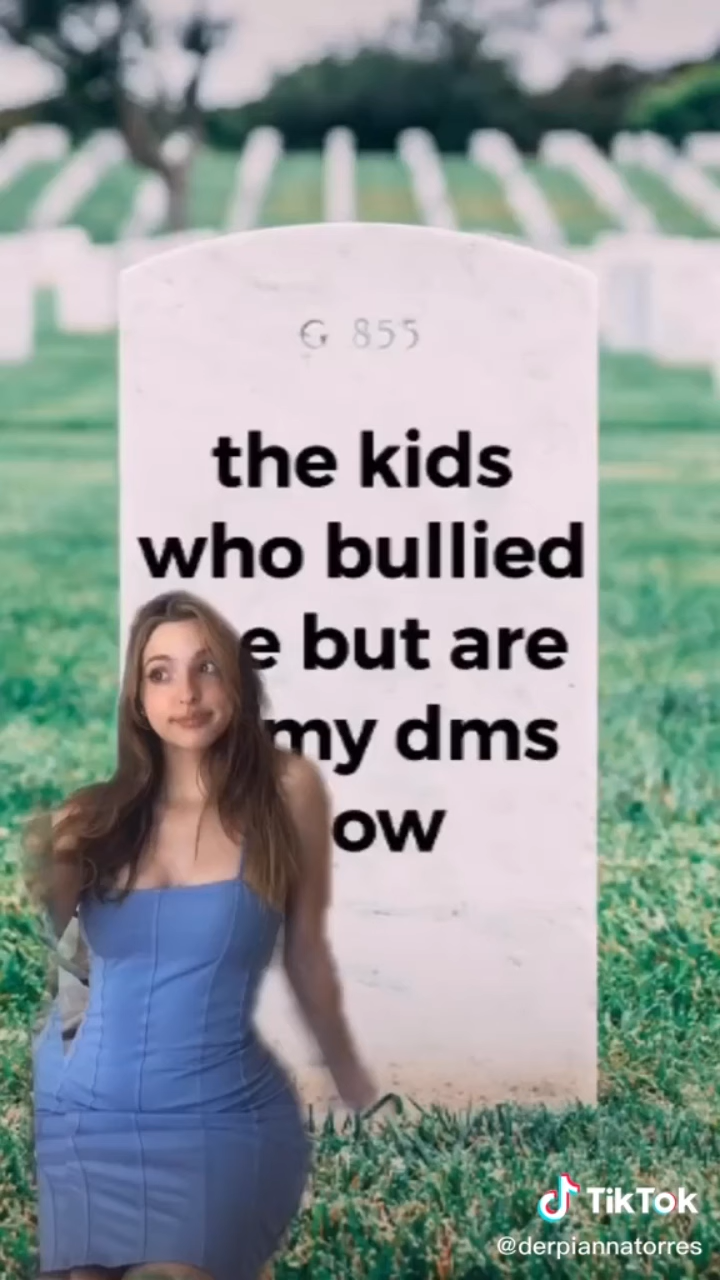 G 855
the kids
who bullied
e but are
my dms
ow
TikTok
@derpiannatorres